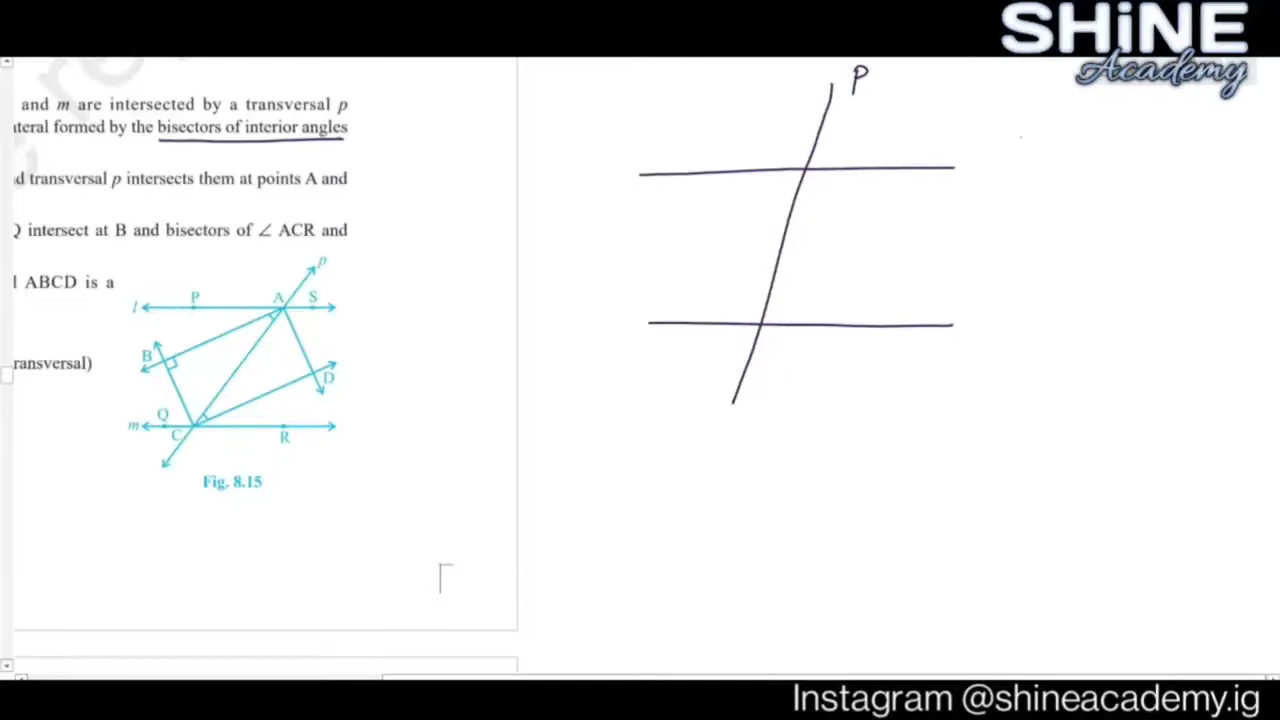 SHiNE
Academy
P
and m are intersected by a transversal p
ateral formed by the bisectors of interior angles
d transversal p intersects them at points A and
Q intersect at B and bisectors of ∠ ACR and
l ABCD is a
p
P A S
l
ransversal)
B
D
Q
m
C
R
Fig. 8.15
Instagram @shineacademy.ig